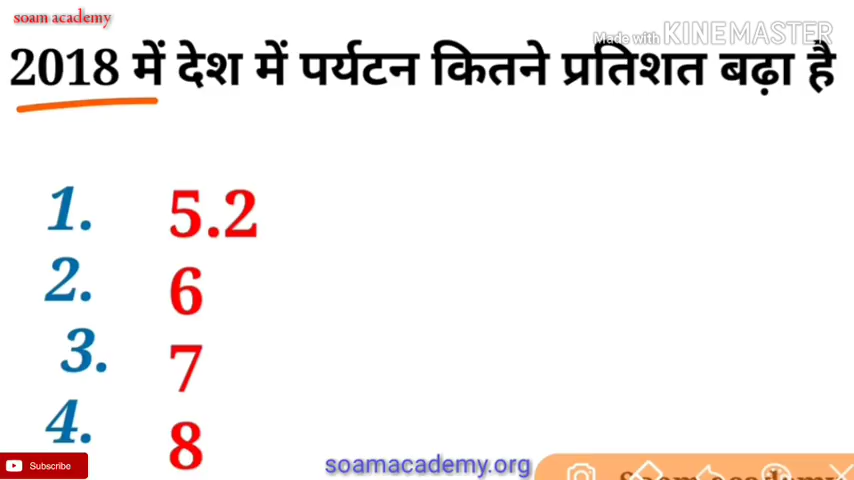 soam academy
Made with KINEMASTER
2018 में देश में पर्यटन कितने प्रतिशत बढ़ा है
1. 5.2
2. 6
3. 7
4. 8
Subscribe
soamacademy.org